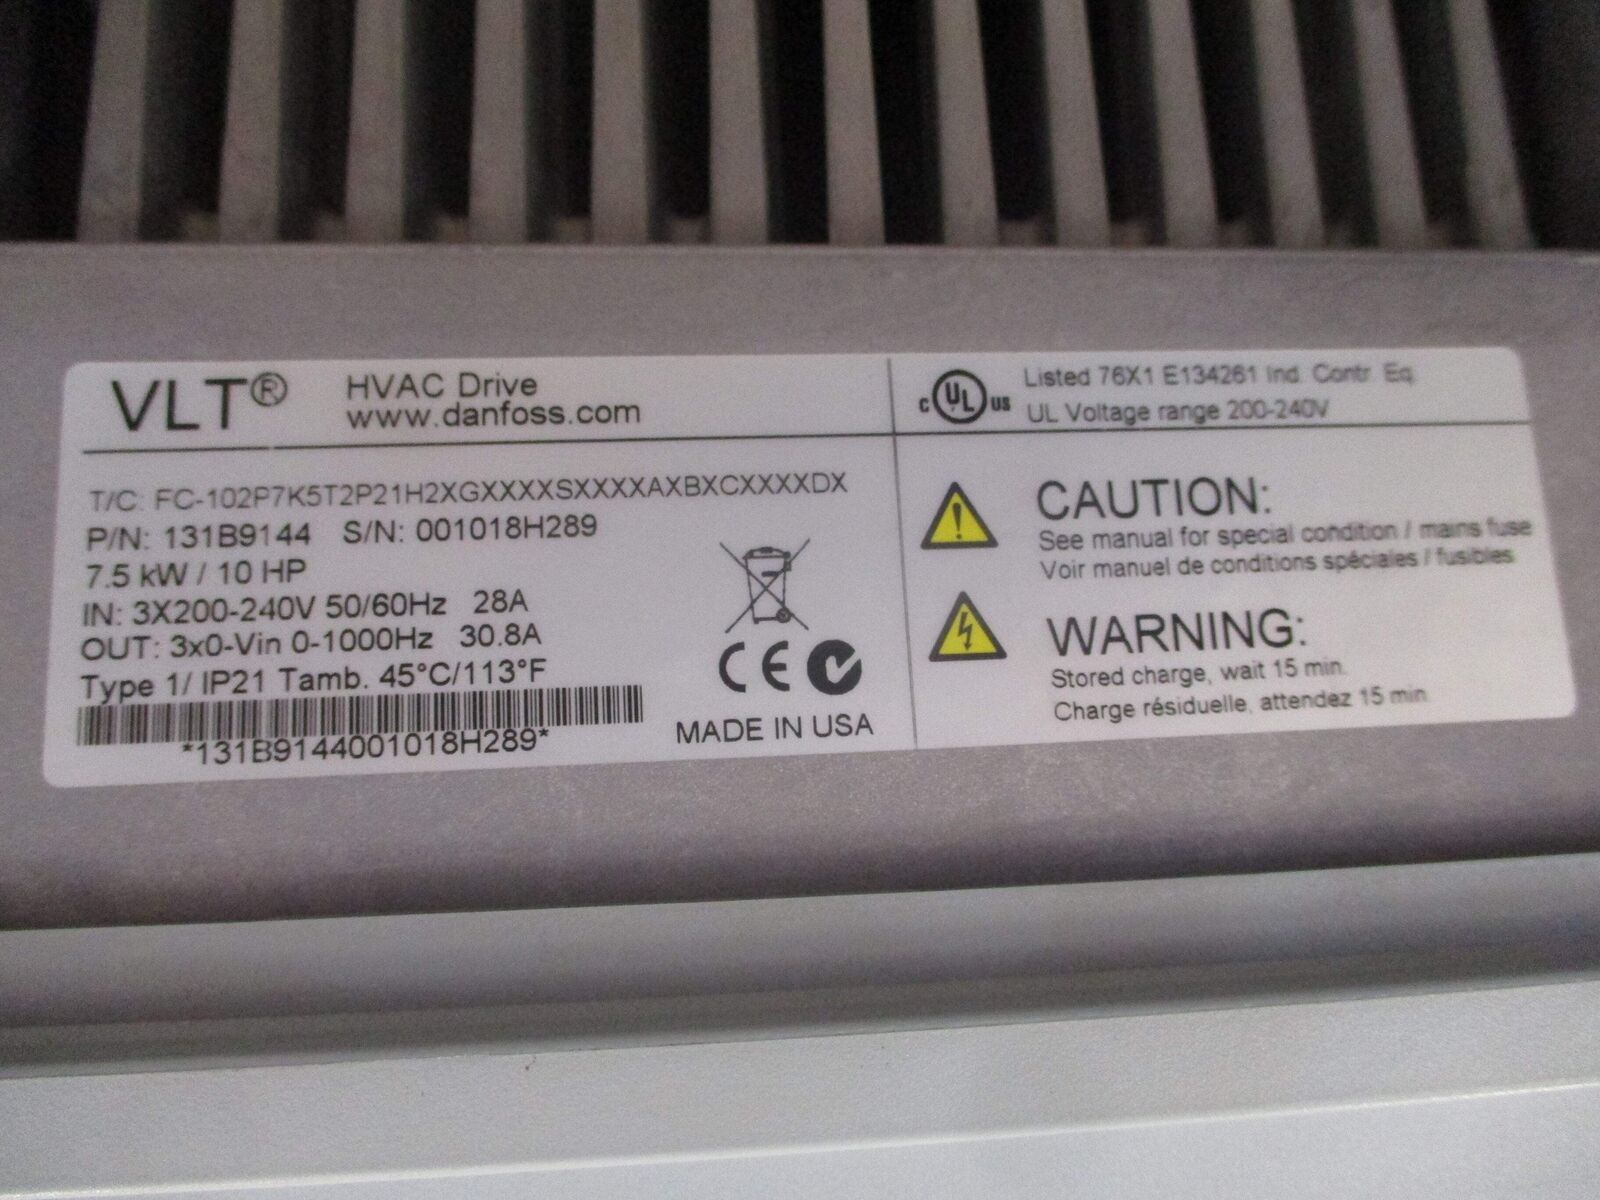 VLT®
HVAC Drive
www.danfoss.com
T/C: FC-102P7K5T2P21H2XGXXXXSXXXXAXBXCXXXXDX
P/N: 131B9144 S/N: 001018H289
7.5 kW / 10 HP
IN: 3X200-240V 50/60Hz 28A
OUT: 3x0-Vin 0-1000Hz 30.8A
Type 1/ IP21 Tamb. 45°C/113°F
*131B9144001018H289*
CE
MADE IN USA
C UL US
Listed 76X1 E134261 Ind. Contr. Eq.
UL Voltage range 200-240V
CAUTION:
See manual for special condition / mains fuse
Voir manuel de conditions spéciales / fusibles
WARNING:
Stored charge, wait 15 min.
Charge résiduelle, attendez 15 min.